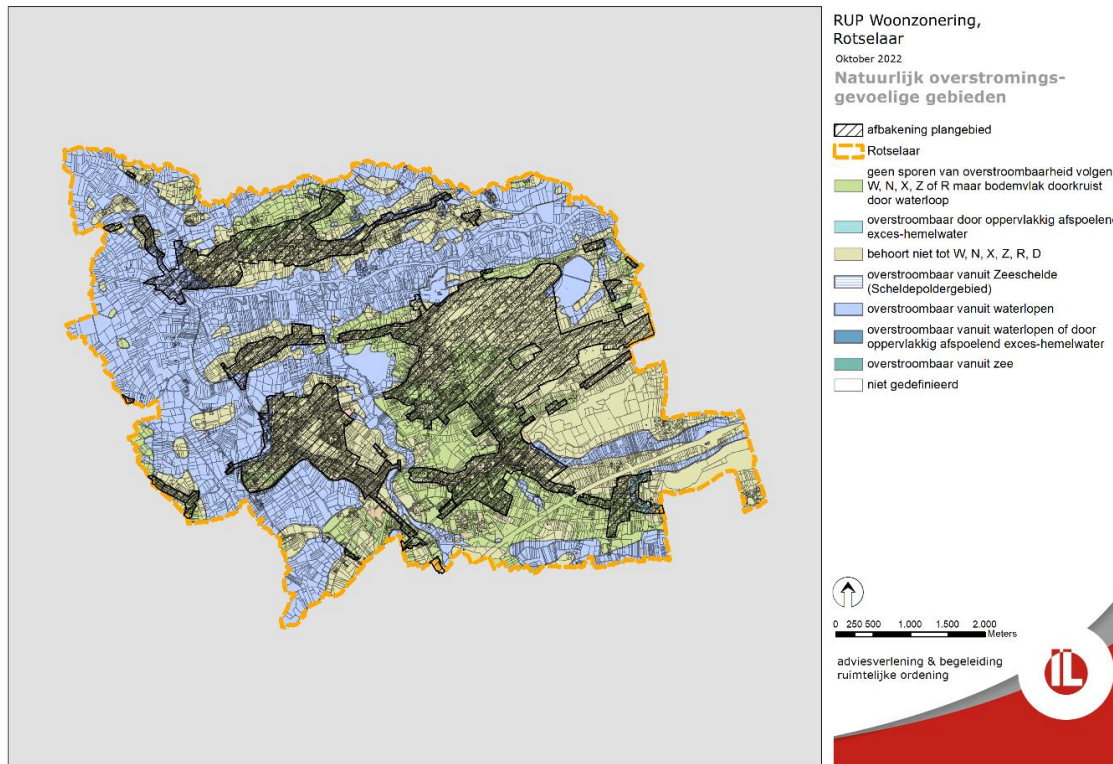 RUP Woonzonering,
Rotselaar
Oktober 2022
Natuurlijk overstromings-
gevoelige gebieden
afbakening plangebied
Rotselaar
geen sporen van overstroombaarheid volgen
W, N, X, Z of R maar bodemvlak doorkruist
door waterloop
overstroombaar door oppervlakkig afspoelend
exces-hemelwater
behoort niet tot W, N, X, Z, R, D
overstroombaar vanuit Zeeschelde
(Scheldepoldergebied)
overstroombaar vanuit waterlopen
overstroombaar vanuit waterlopen of door
oppervlakkig afspoelend exces-hemelwater
overstroombaar vanuit zee
niet gedefinieerd
0 250 500 1.000 1.500 2.000
Meters
adviesverlening & begeleiding
ruimtelijke ordening
IL